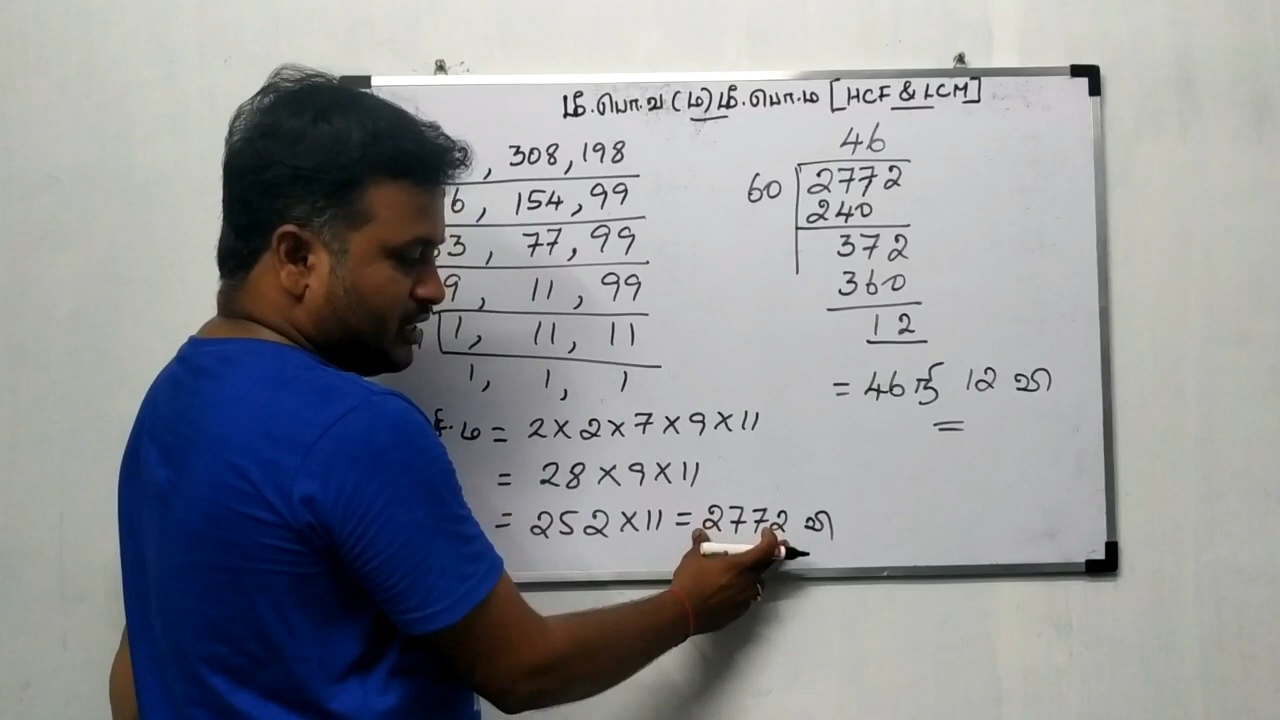 மீ.பொ.வ (ம) மீ.பொ.ம [HCF & LCM]
2, 308, 198
6, 154, 99
3, 77, 99
9, 11, 99
1, 11, 11
1, 1, 1
.ம = 2×2×7×9×11
= 28×9×11
= 252×11 = 2772 வி
46
60 2772
240
372
360
12
= 46 நி 12 வி
=